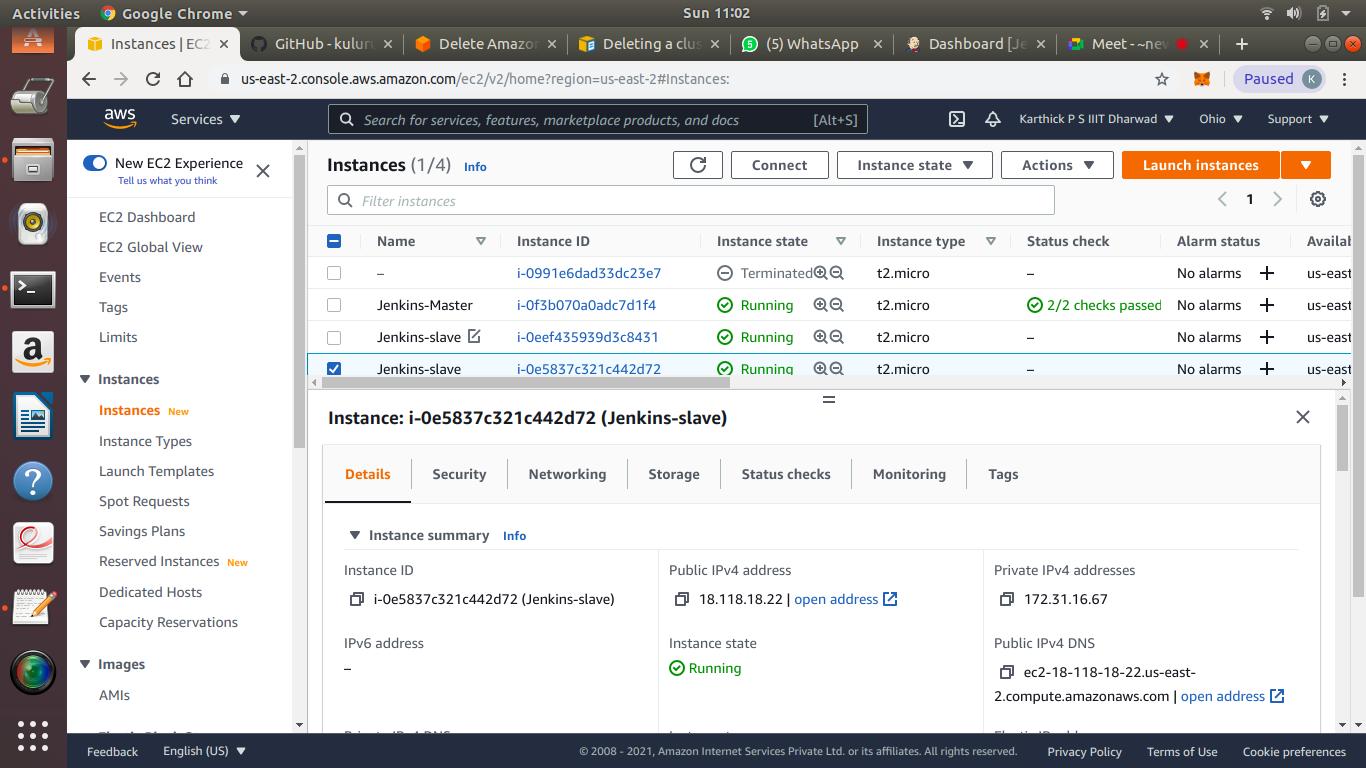 Activities Google Chrome Sun 11:02
Instances | EC2 GitHub - kuluru Delete Amazon Deleting a clus (5) WhatsApp Dashboard [Je Meet - ~new
us-east-2.console.aws.amazon.com/ec2/v2/home?region=us-east-2#Instances: Paused K
aws Services Search for services, features, marketplace products, and docs [Alt+S] Karthick P S IIIT Dharwad Ohio Support
New EC2 Experience
Tell us what you think
EC2 Dashboard
EC2 Global View
Events
Tags
Limits
Instances
Instances New
Instance Types
Launch Templates
Spot Requests
Savings Plans
Reserved Instances New
Dedicated Hosts
Capacity Reservations
Images
AMIs
Instances (1/4) Info Connect Instance state Actions Launch instances
Filter instances 1
Name Instance ID Instance state Instance type Status check Alarm status Availal
– i-0991e6dad33dc23e7 Terminated t2.micro – No alarms + us-east
Jenkins-Master i-0f3b070a0adc7d1f4 Running t2.micro 2/2 checks passed No alarms + us-east
Jenkins-slave i-0eef435939d3c8431 Running t2.micro – No alarms + us-east
Jenkins-slave i-0e5837c321c442d72 Running t2.micro – No alarms + us-east
Instance: i-0e5837c321c442d72 (Jenkins-slave)
Details Security Networking Storage Status checks Monitoring Tags
Instance summary Info
Instance ID Public IPv4 address Private IPv4 addresses
i-0e5837c321c442d72 (Jenkins-slave) 18.118.18.22 | open address 172.31.16.67
IPv6 address Instance state Public IPv4 DNS
– Running ec2-18-118-18-22.us-east-
2.compute.amazonaws.com | open address
Feedback English (US) © 2008 - 2021, Amazon Internet Services Private Ltd. or its affiliates. All rights reserved. Privacy Policy Terms of Use Cookie preferences